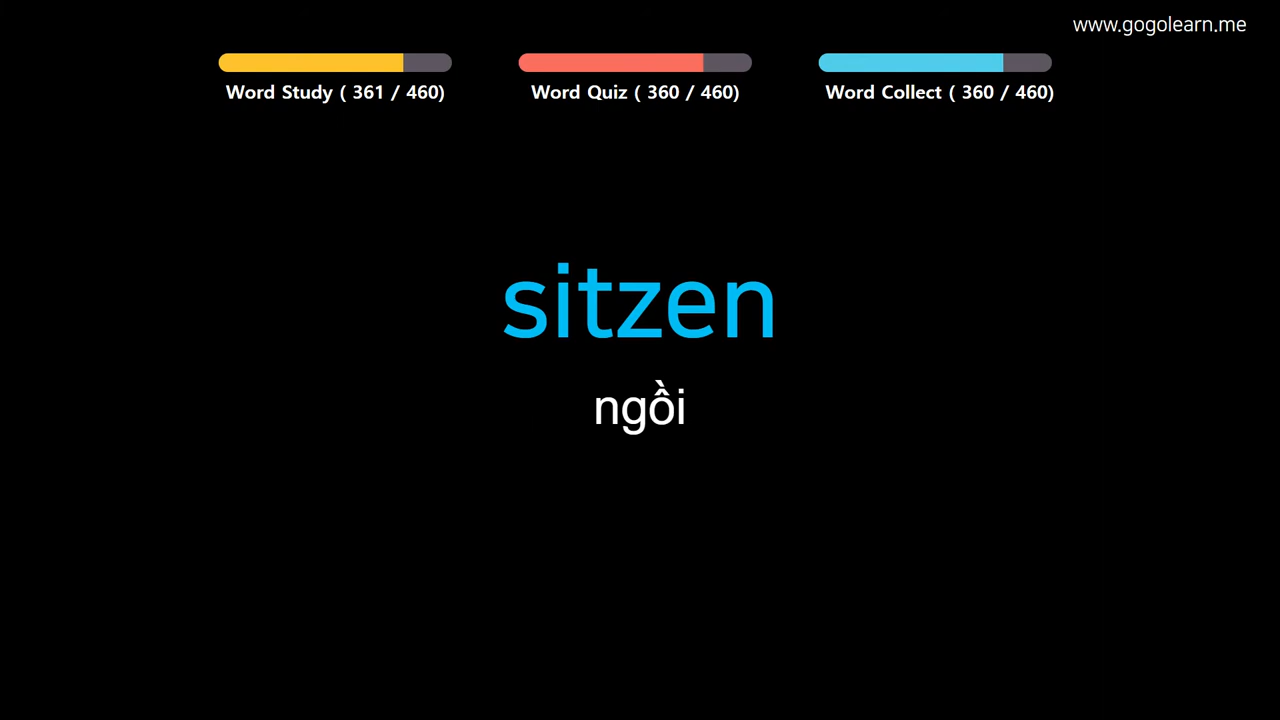 www.gogolearn.me
Word Study ( 361 / 460)
Word Quiz ( 360 / 460)
Word Collect ( 360 / 460)
sitzen
ngồi